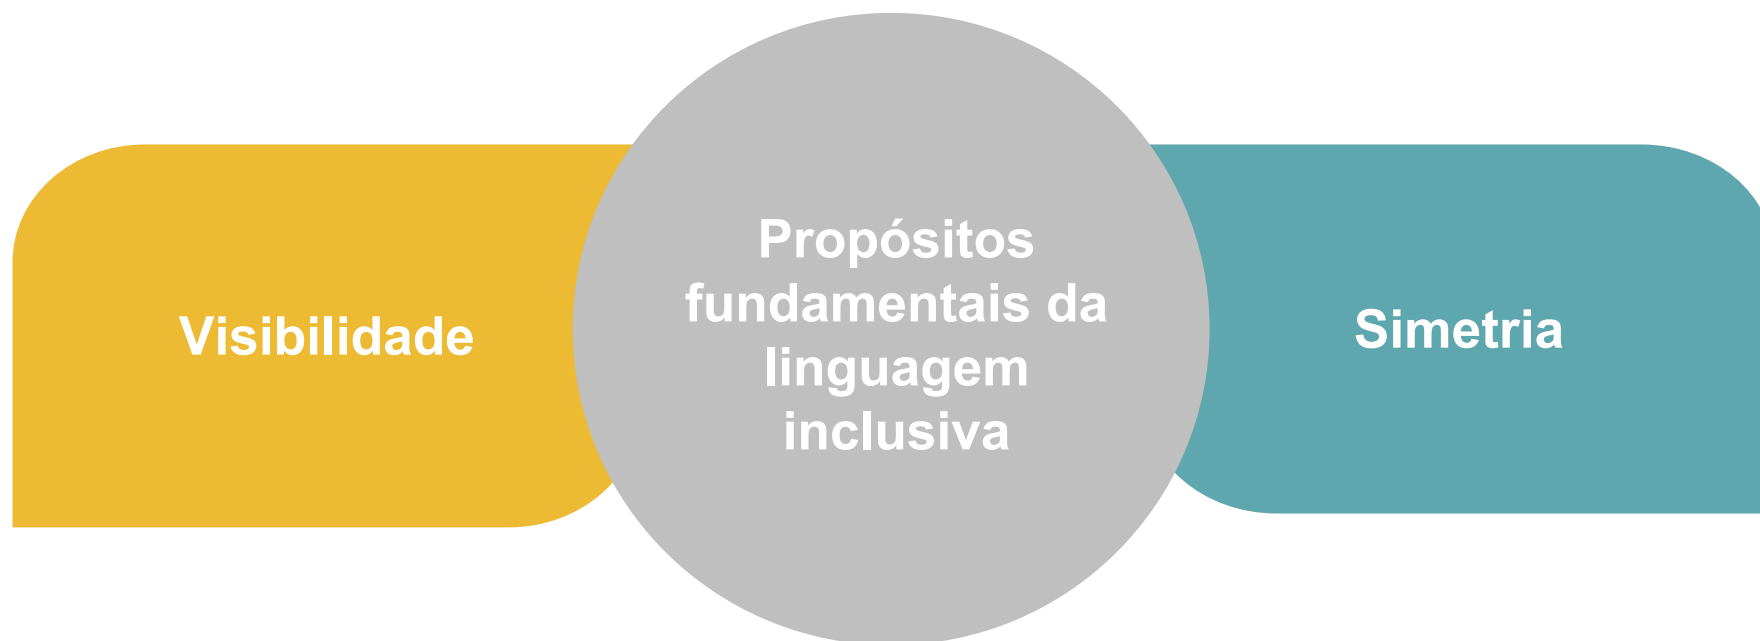 Visibilidade
Propósitos
fundamentais da
linguagem
inclusiva
Simetria